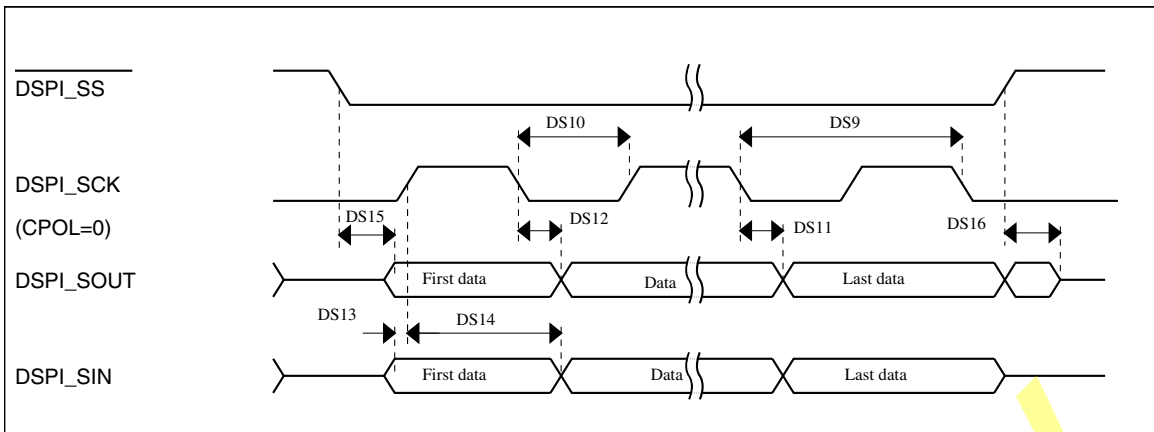 DSPI_SS
DS10
DS9
DSPI_SCK
(CPOL=0)
DS15
DS12
DS11
DS16
DSPI_SOUT
First data
Data
Last data
DS13
DS14
DSPI_SIN
First data
Data
Last data